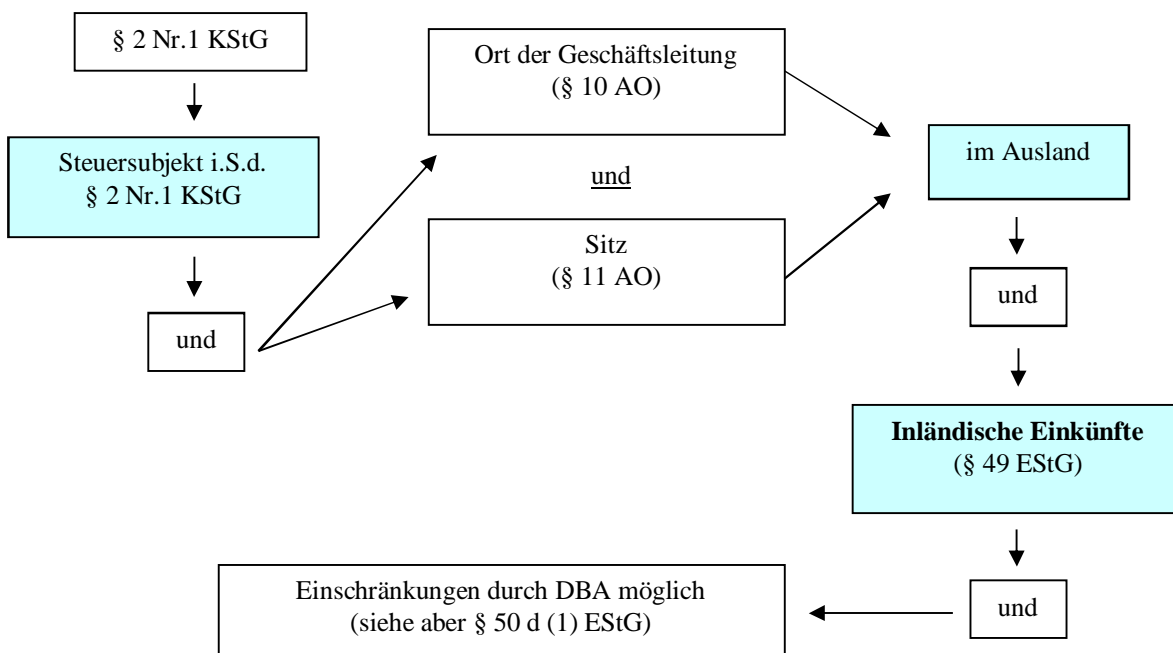 § 2 Nr.1 KStG
Steuersubjekt i.S.d.
§ 2 Nr.1 KStG
und
Ort der Geschäftsleitung
(§ 10 AO)
und
Sitz
(§ 11 AO)
im Ausland
und
Inländische Einkünfte
(§ 49 EStG)
und
Einschränkungen durch DBA möglich
(siehe aber § 50 d (1) EStG)